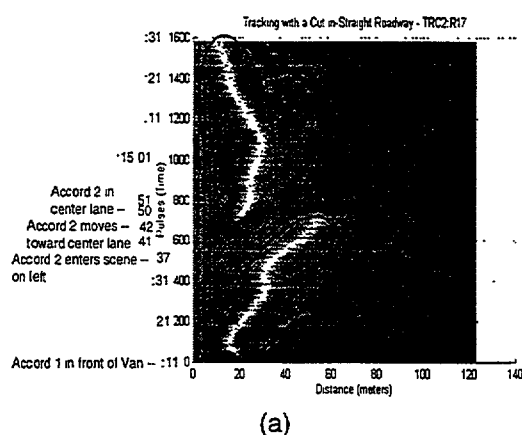 Tracking with a Cut in-Straight Roadway - TRC2:R17
:31 1600
:21 1400
:11 1200
:15 01 1000
Accord 2 in 51 800
center lane – 50
Accord 2 moves – 42
toward center lane 41 600
Accord 2 enters scene – 37
on left :31 400
21 200
Accord 1 in front of Van – :11 0
Pulses (Time)
0 20 40 60 80 100 120 140
Distance (meters)
(a)